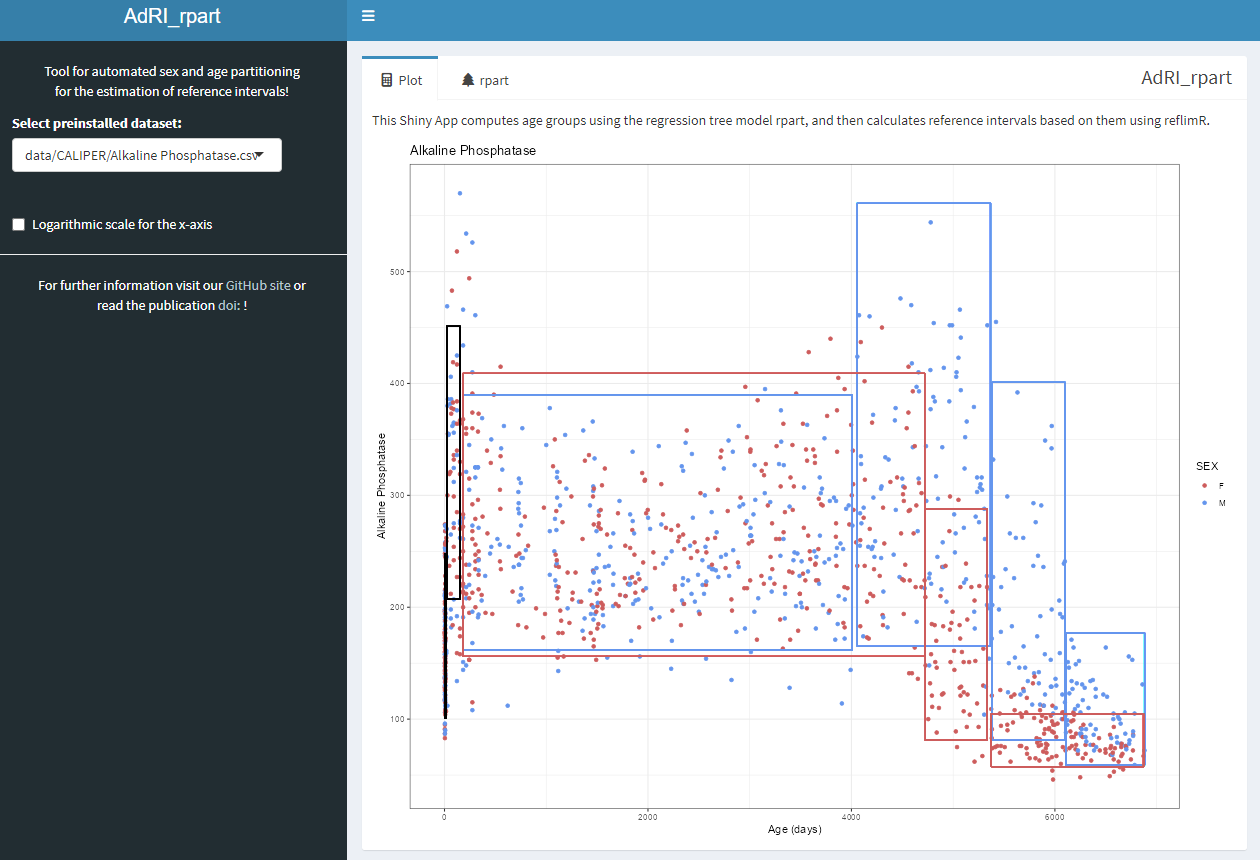 AdRI_rpart
Tool for automated sex and age partitioning
for the estimation of reference intervals!
Select preinstalled dataset:
data/CALIPER/Alkaline Phosphatase.csv
Logarithmic scale for the x-axis
For further information visit our GitHub site or
read the publication doi: !
Plot
rpart
AdRI_rpart
This Shiny App computes age groups using the regression tree model rpart, and then calculates reference intervals based on them using reflimR.
Alkaline Phosphatase
Alkaline Phosphatase
500
400
300
200
100
0
2000
4000
6000
Age (days)
SEX
F
M